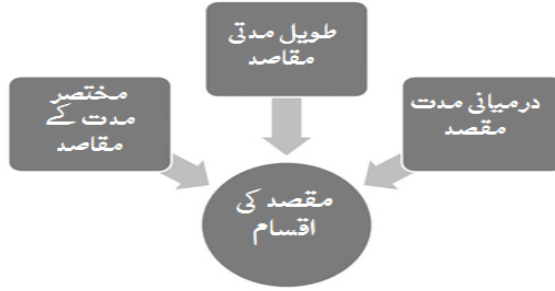 طویل مدتی
مقاصد
درمیانی مدت
مقصد
مختصر
مدت کے
مقاصد
مقصد کی
اقسام